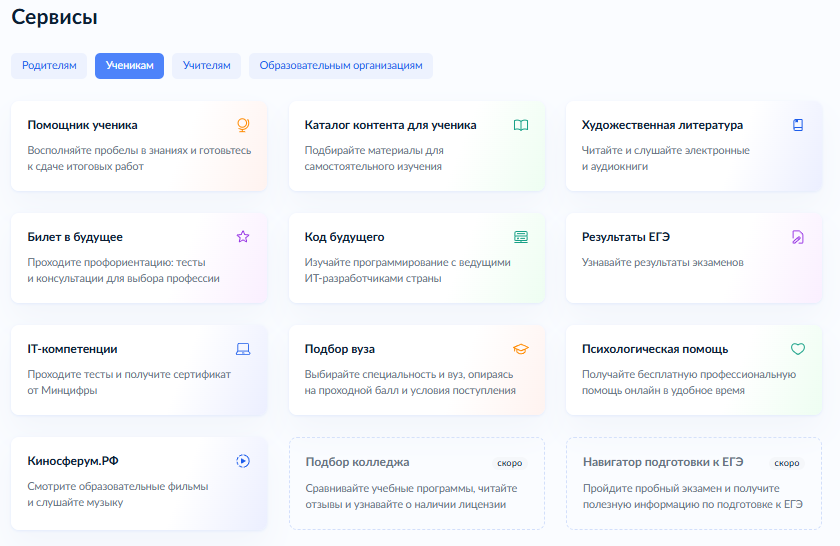 Сервисы
Родителям
Ученикам
Учителям
Образовательным организациям
Помощник ученика
Восполняйте пробелы в знаниях и готовьтесь
к сдаче итоговых работ
Каталог контента для ученика
Подбирайте материалы для
самостоятельного изучения
Художественная литература
Читайте и слушайте электронные
и аудиокниги
Билет в будущее
Проходите профориентацию: тесты
и консультации для выбора профессии
Код будущего
Изучайте программирование с ведущими
ИТ-разработчиками страны
Результаты ЕГЭ
Узнавайте результаты экзаменов
IT-компетенции
Проходите тесты и получите сертификат
от Минцифры
Подбор вуза
Выбирайте специальность и вуз, опираясь
на проходной балл и условия поступления
Психологическая помощь
Получайте бесплатную профессиональную
помощь онлайн в удобное время
Киносферум.РФ
Смотрите образовательные фильмы
и слушайте музыку
Подбор колледжа
скоро
Сравнивайте учебные программы, читайте
отзывы и узнавайте о наличии лицензии
Навигатор подготовки к ЕГЭ
скоро
Пройдите пробный экзамен и получите
полезную информацию по подготовке к ЕГЭ